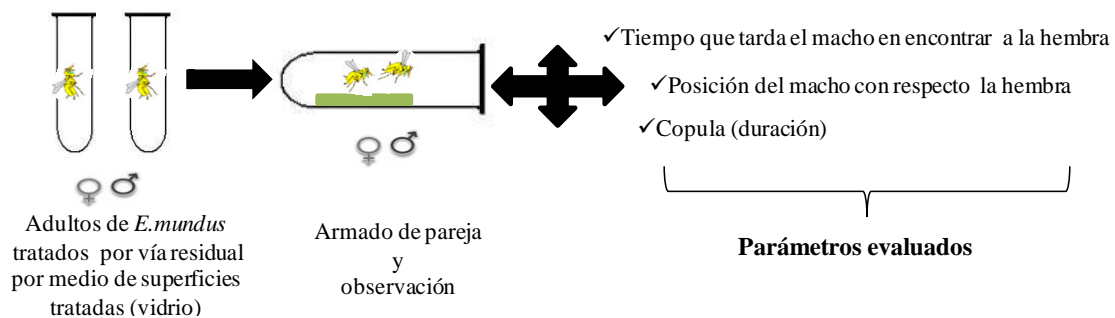 Adultos de E.mundus
tratados por vía residual
por medio de superficies
tratadas (vidrio)
Armado de pareja
y
observación
✓Tiempo que tarda el macho en encontrar a la hembra
✓Posición del macho con respecto la hembra
✓Copula (duración)
Parámetros evaluados